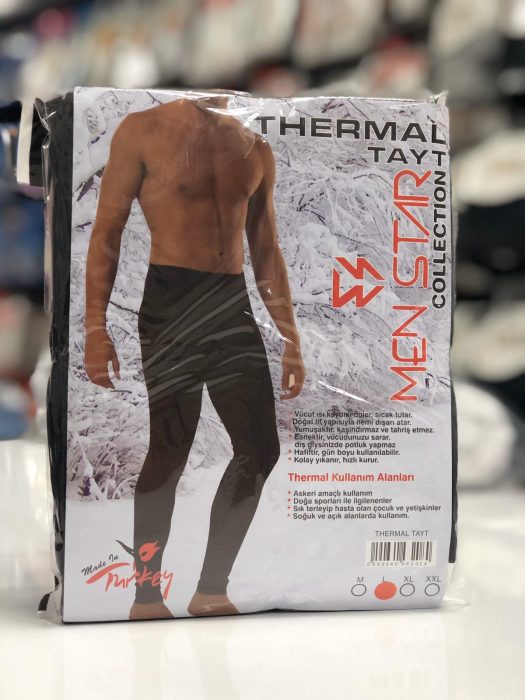 THERMAL
TAYT
MEN STAR
COLLECTION
Vücut ısı kaybını önler, sıcak tutar.
Doğal lif yapısıyla nemi dışarı atar.
Yumuşaktır, kaşındırmaz ve tahriş etmez.
Esnektir, vücudunuzu sarar.
dış giysinizde potluk yapmaz
* Hafiftir, gün boyu kullanılabilir.
* Kolay yıkanır, hızlı kurur.
Thermal Kullanım Alanları
* Askeri amaçlı kullanım
* Doğa sporları ile ilgilenenler
* Sık terleyip hasta olan çocuk ve yetişkinler
* Soğuk ve açık alanlarda kullanım.
THERMAL TAYT
M L XL XXL
Made In
Turkey